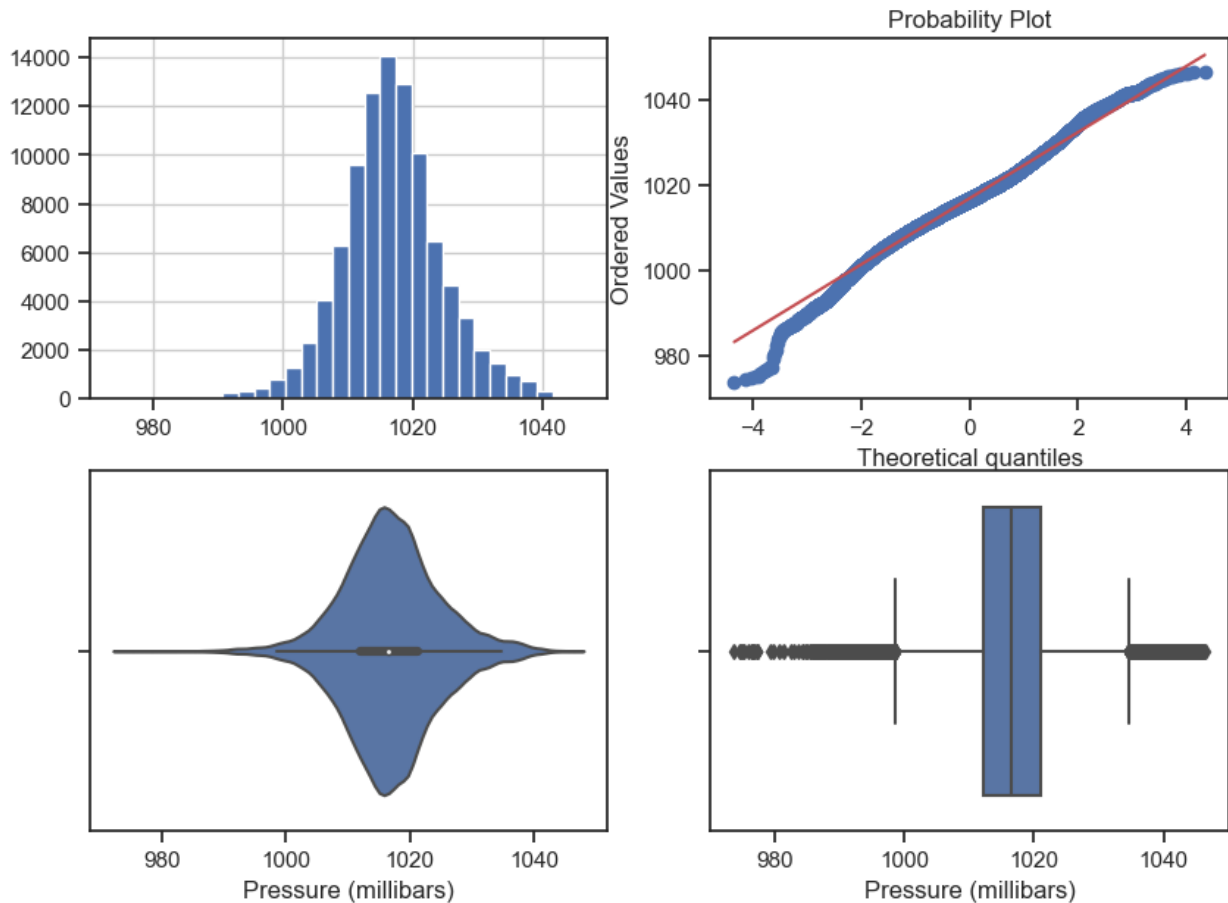 14000
12000
10000
8000
6000
4000
2000
0
980 1000 1020 1040
Probability Plot
Ordered Values
1040
1020
1000
980
−4 −2 0 2 4
Theoretical quantiles
980 1000 1020 1040
Pressure (millibars)
980 1000 1020 1040
Pressure (millibars)